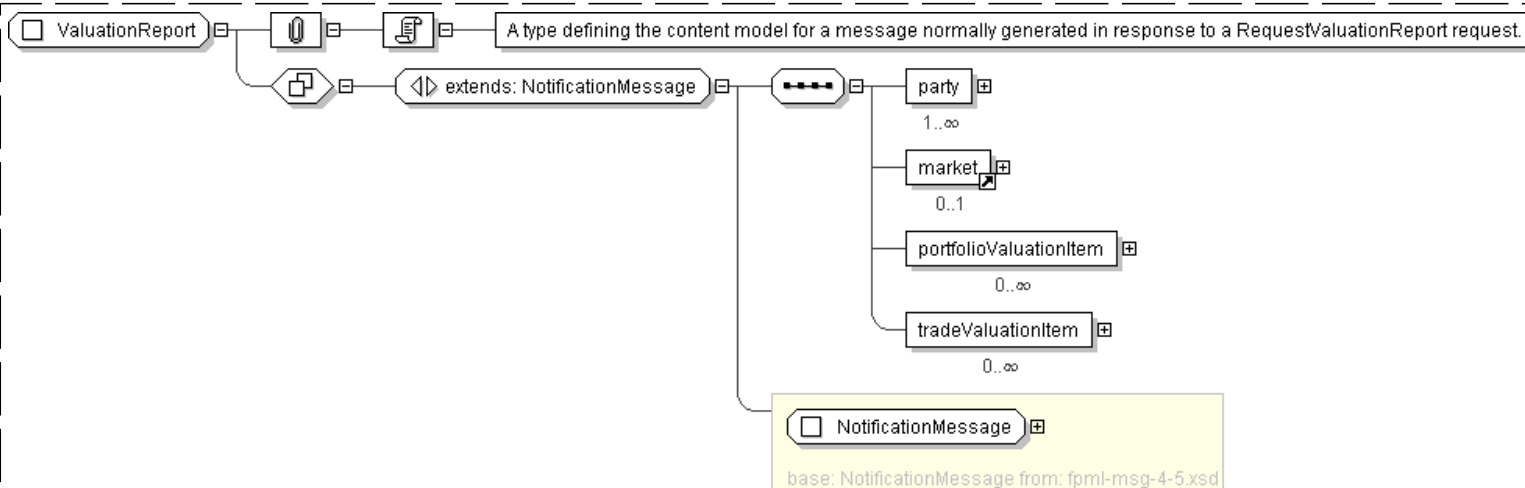 ValuationReport
A type defining the content model for a message normally generated in response to a RequestValuationReport request.
extends: NotificationMessage
party
1..∞
market
0..1
portfolioValuationItem
0..∞
tradeValuationItem
0..∞
NotificationMessage
base: NotificationMessage from: fpml-msg-4-5.xsd